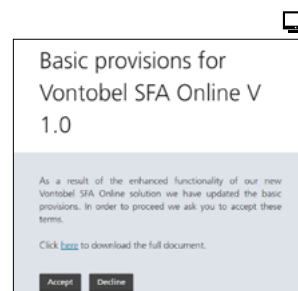 Basic provisions for
Vontobel SFA Online V
1.0
As a result of the enhanced functionality of our new
Vontobel SFA Online solution we have updated the basic
provisions. In order to proceed we ask you to accept these
terms.
Click here to download the full document.
Accept Decline